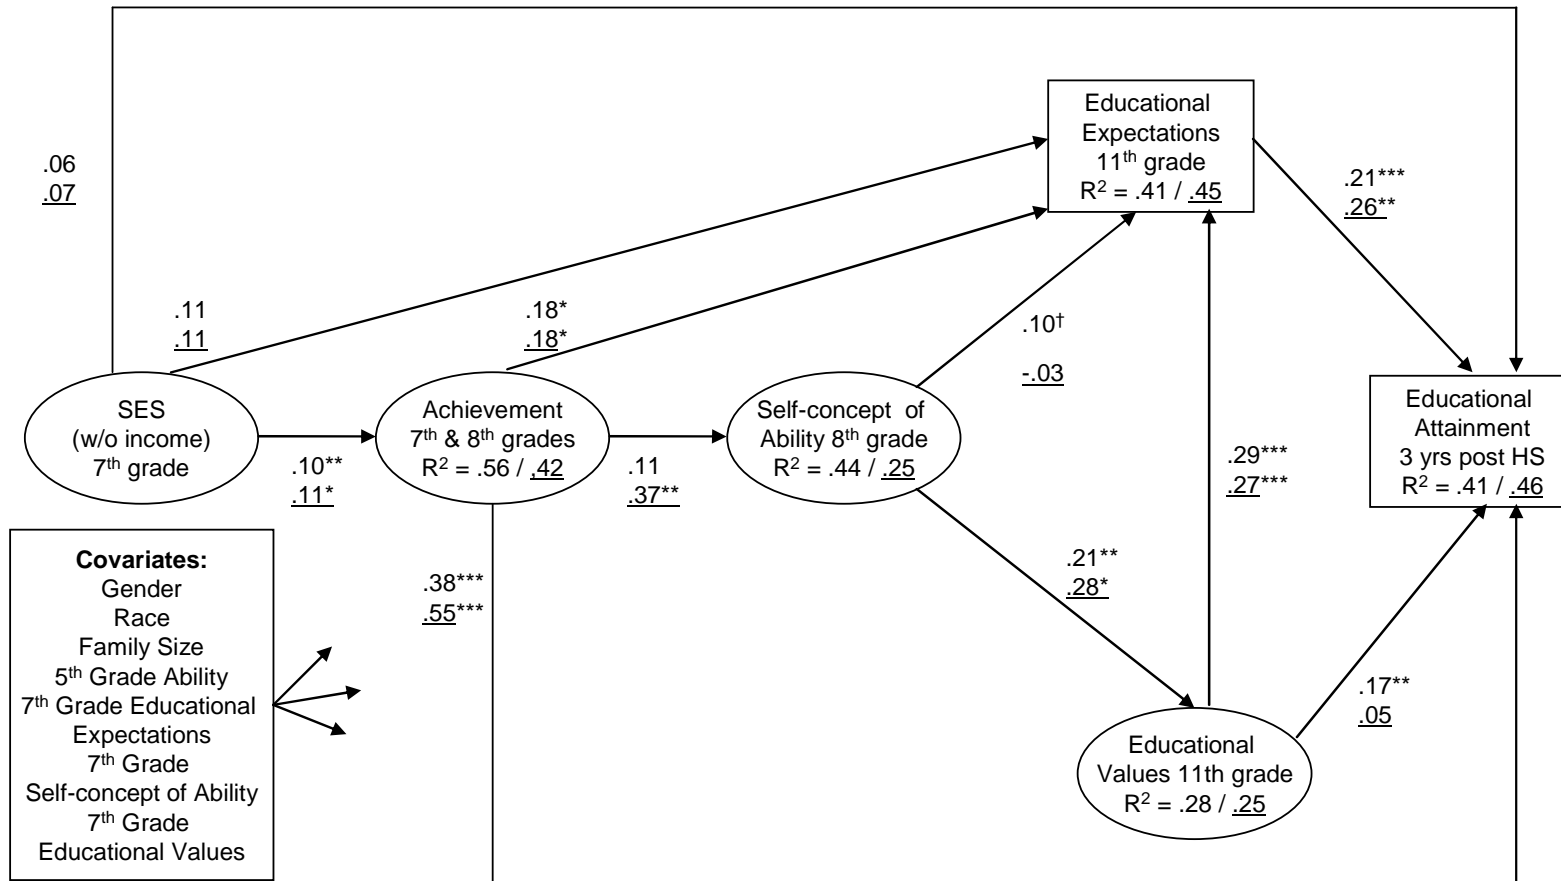 Educational
Expectations
11th grade
R2 = .41 / .45
.06
.07
.21***
.26**
.11
.11
.18*
.18*
.10†
-.03
SES
(w/o income)
7th grade
Achievement
7th & 8th grades
R2 = .56 / .42
Self-concept of
Ability 8th grade
R2 = .44 / .25
Educational
Attainment
3 yrs post HS
R2 = .41 / .46
.10**
.11*
.11
.37**
.29***
.27***
Covariates:
Gender
Race
Family Size
5th Grade Ability
7th Grade Educational
Expectations
7th Grade
Self-concept of Ability
7th Grade
Educational Values
.38***
.55***
.21**
.28*
.17**
.05
Educational
Values 11th grade
R2 = .28 / .25